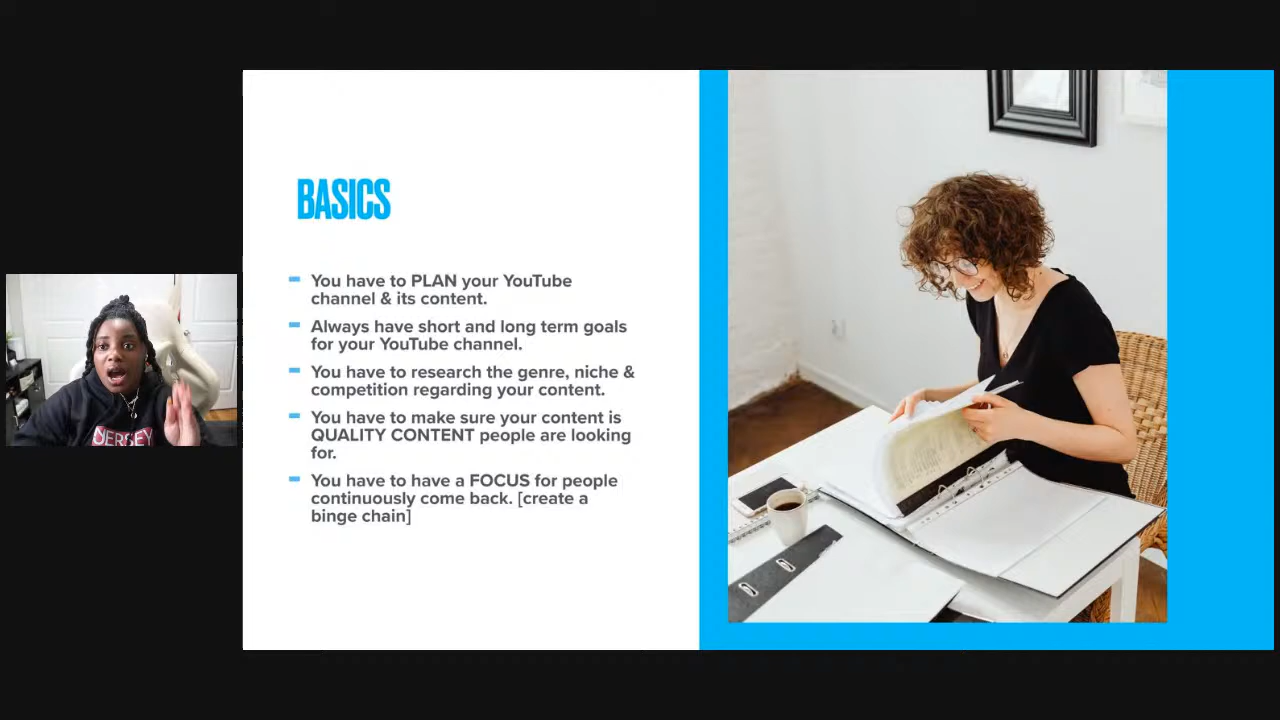 BASICS
You have to PLAN your YouTube
channel & its content.
Always have short and long term goals
for your YouTube channel.
You have to research the genre, niche &
competition regarding your content.
You have to make sure your content is
QUALITY CONTENT people are looking
for.
You have to have a FOCUS for people
continuously come back. [create a
binge chain]
JERSEY